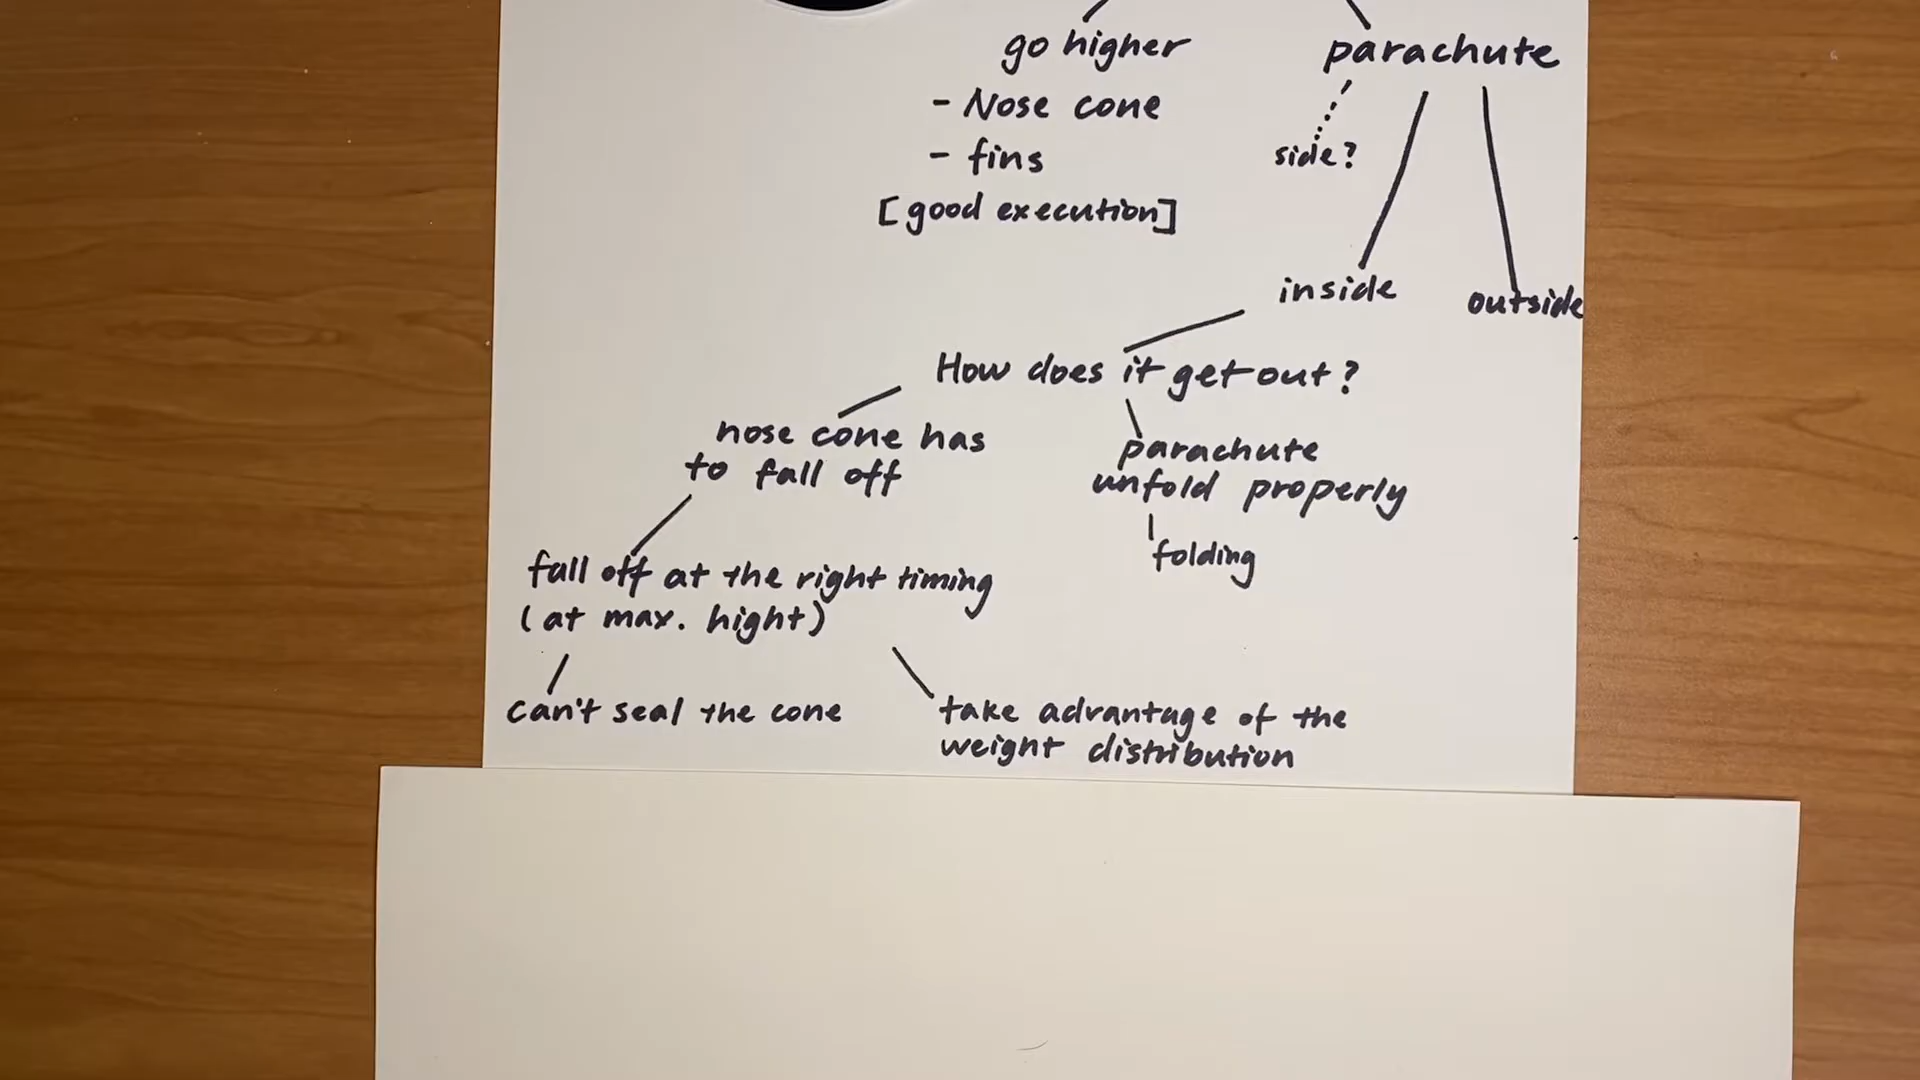 go higher
parachute
- Nose cone
- fins
side?
[good execution]
inside
outside
How does it get out?
nose cone has
to fall off
parachute
unfold properly
folding
fall off at the right timing
(at max. hight)
can't seal the cone
take advantage of the
weight distribution